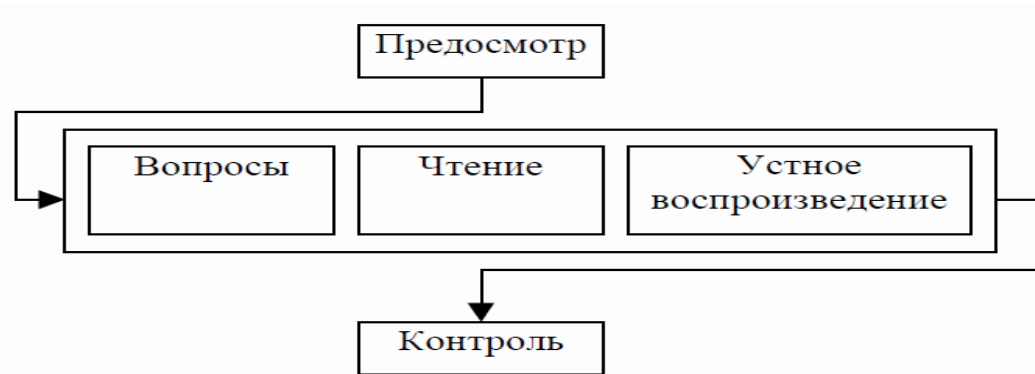 Предосмотр
Вопросы
Чтение
Устное
воспроизведение
Контроль